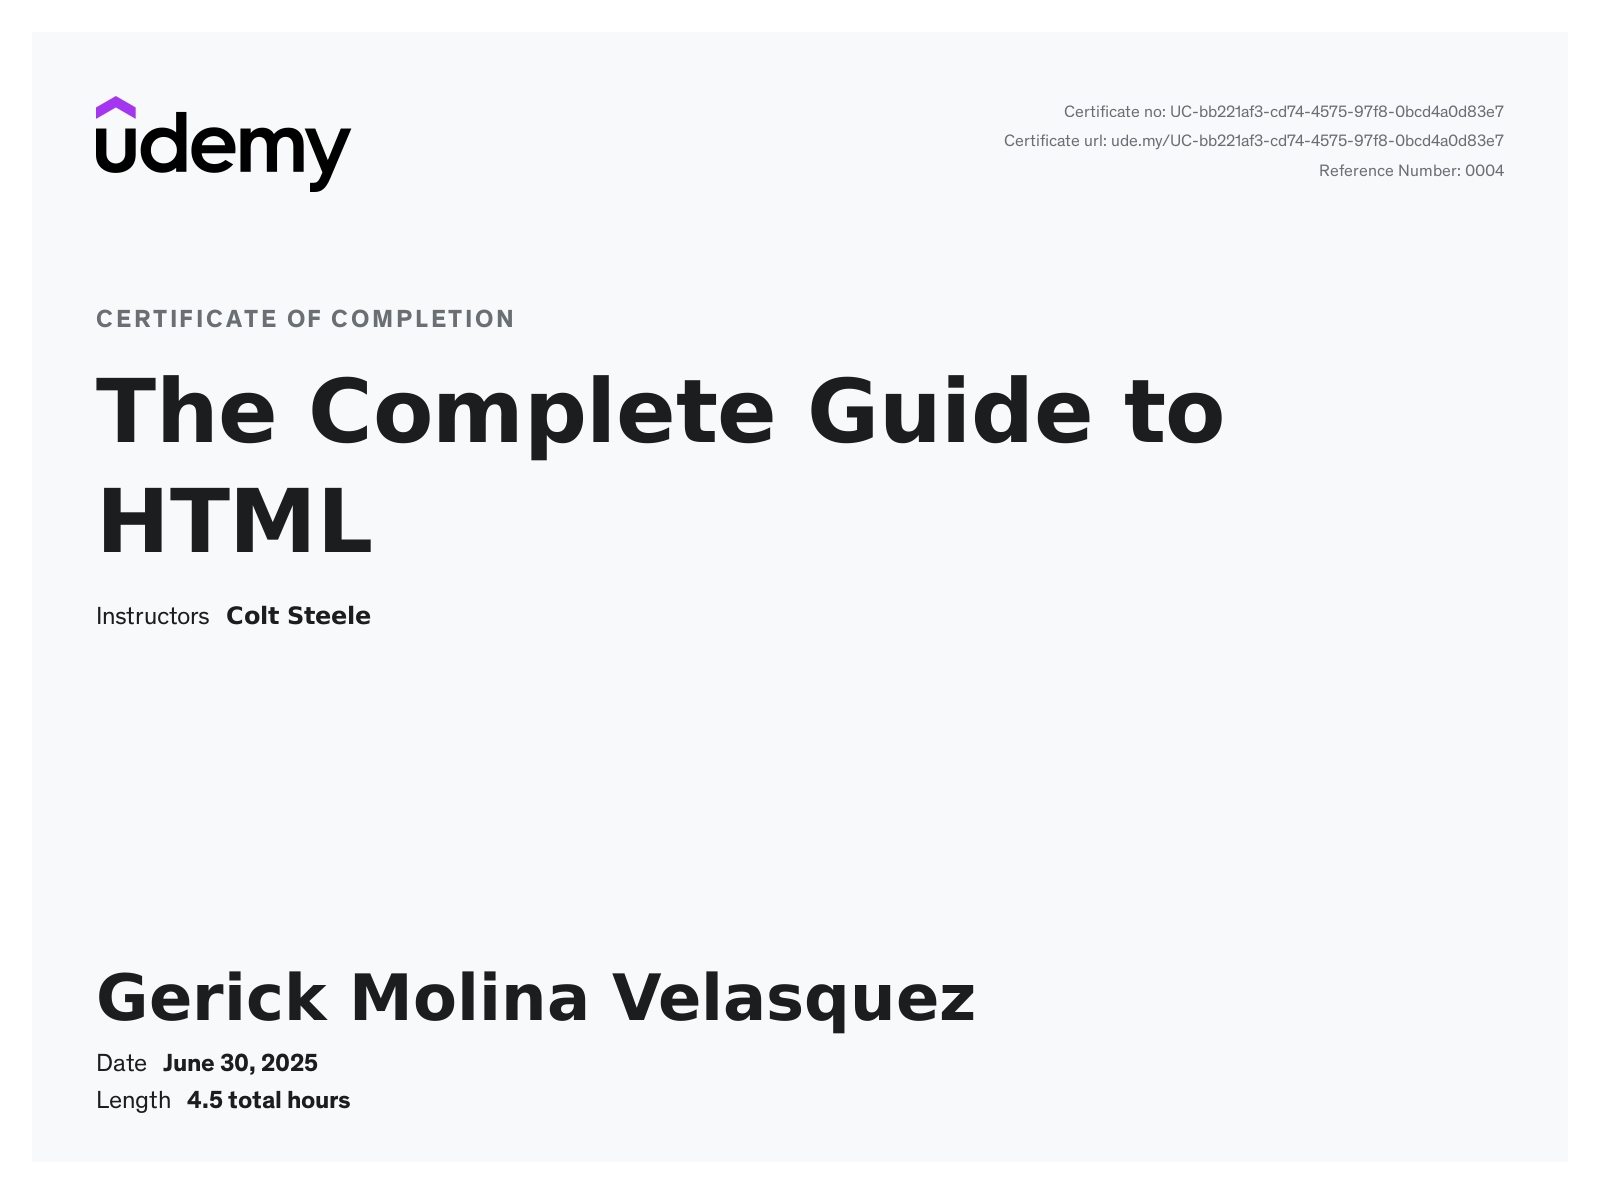 udemy
Certificate no: UC-bb221af3-cd74-4575-97f8-0bcd4a0d83e7
Certificate url: ude.my/UC-bb221af3-cd74-4575-97f8-0bcd4a0d83e7
Reference Number: 0004
CERTIFICATE OF COMPLETION
The Complete Guide to
HTML
Instructors Colt Steele
Gerick Molina Velasquez
Date June 30, 2025
Length 4.5 total hours